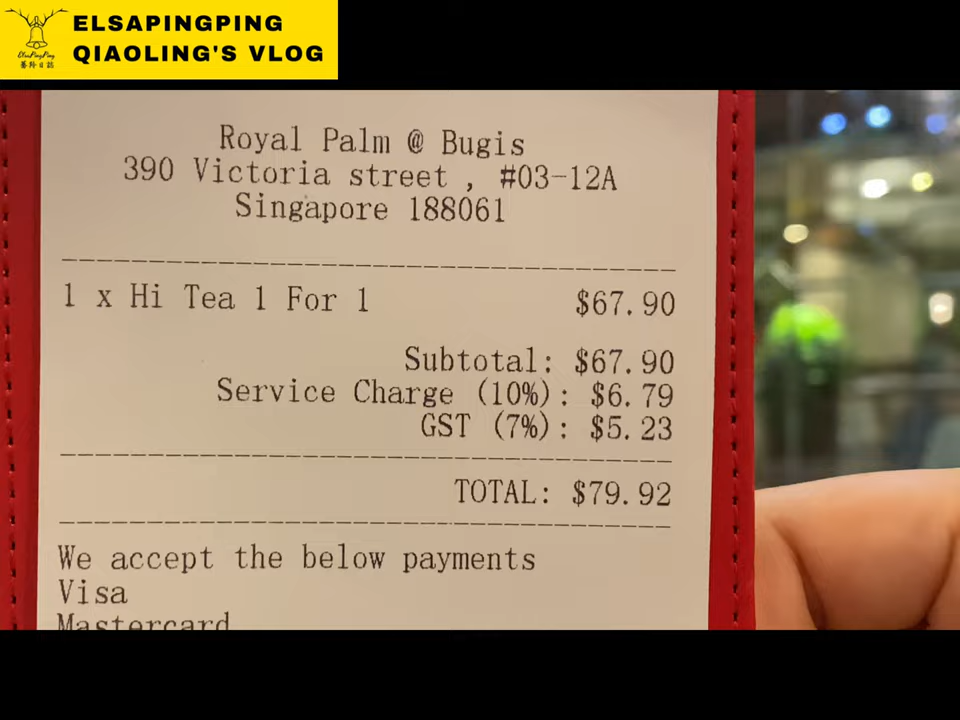 ELSAPINGPING
QIAOLING'S VLOG
ElsaPingPing
Royal Palm @ Bugis
390 Victoria street , #03-12A
Singapore 188061
1 x Hi Tea 1 For 1 $67.90
Subtotal: $67.90
Service Charge (10%): $6.79
GST (7%): $5.23
TOTAL: $79.92
We accept the below payments
Visa
Mastercard